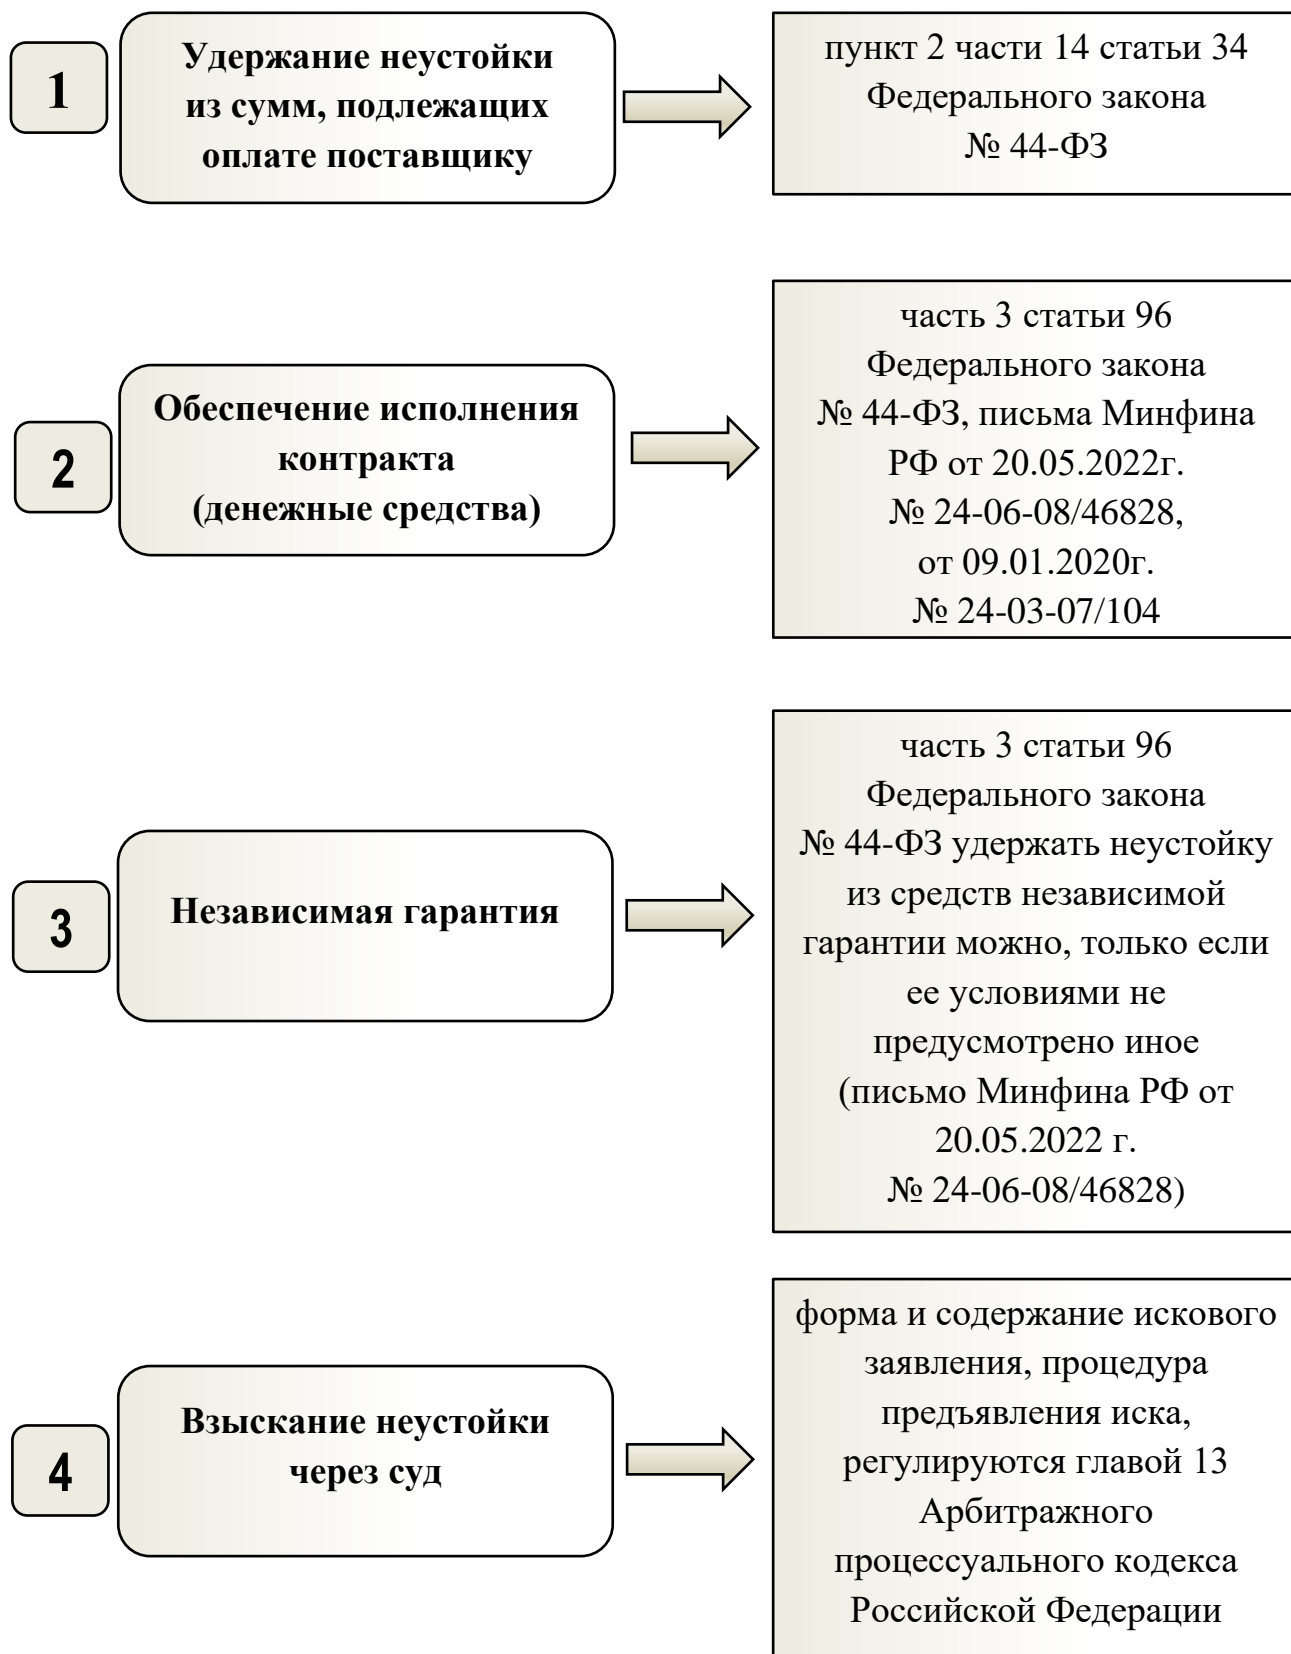 1
Удержание неустойки
из сумм, подлежащих
оплате поставщику
пункт 2 части 14 статьи 34
Федерального закона
№ 44-ФЗ
2
Обеспечение исполнения
контракта
(денежные средства)
часть 3 статьи 96
Федерального закона
№ 44-ФЗ, письма Минфина
РФ от 20.05.2022г.
№ 24-06-08/46828,
от 09.01.2020г.
№ 24-03-07/104
3
Независимая гарантия
часть 3 статьи 96
Федерального закона
№ 44-ФЗ удержать неустойку
из средств независимой
гарантии можно, только если
ее условиями не
предусмотрено иное
(письмо Минфина РФ от
20.05.2022 г.
№ 24-06-08/46828)
4
Взыскание неустойки
через суд
форма и содержание искового
заявления, процедура
предъявления иска,
регулируются главой 13
Арбитражного
процессуального кодекса
Российской Федерации